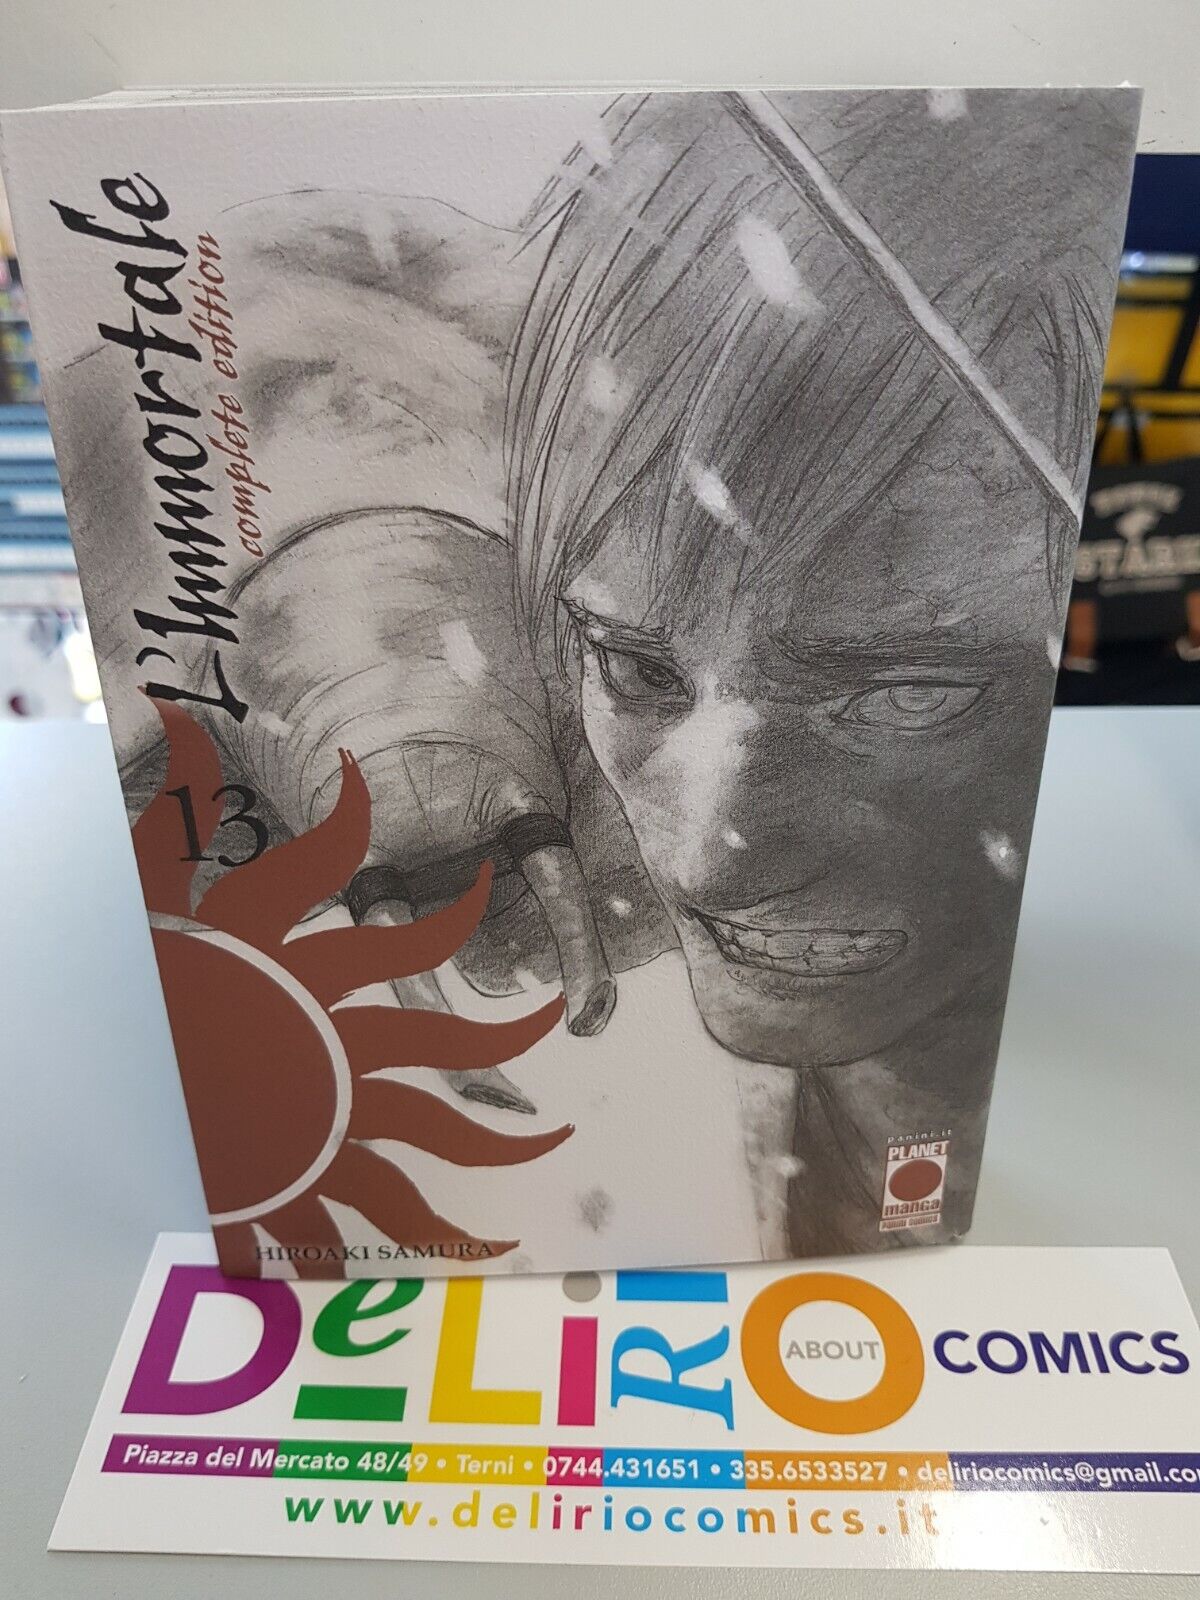 L'Immortale
complete edition
13
HIROAKI SAMURA
panini.it
PLANET
manga
PANINI COMICS
DeLiRiO
ABOUT
COMICS
Piazza del Mercato 48/49 • Terni • 0744.431651 • 335.6533527 • deliriocomics@gmail.co
www.deliriocomics.it